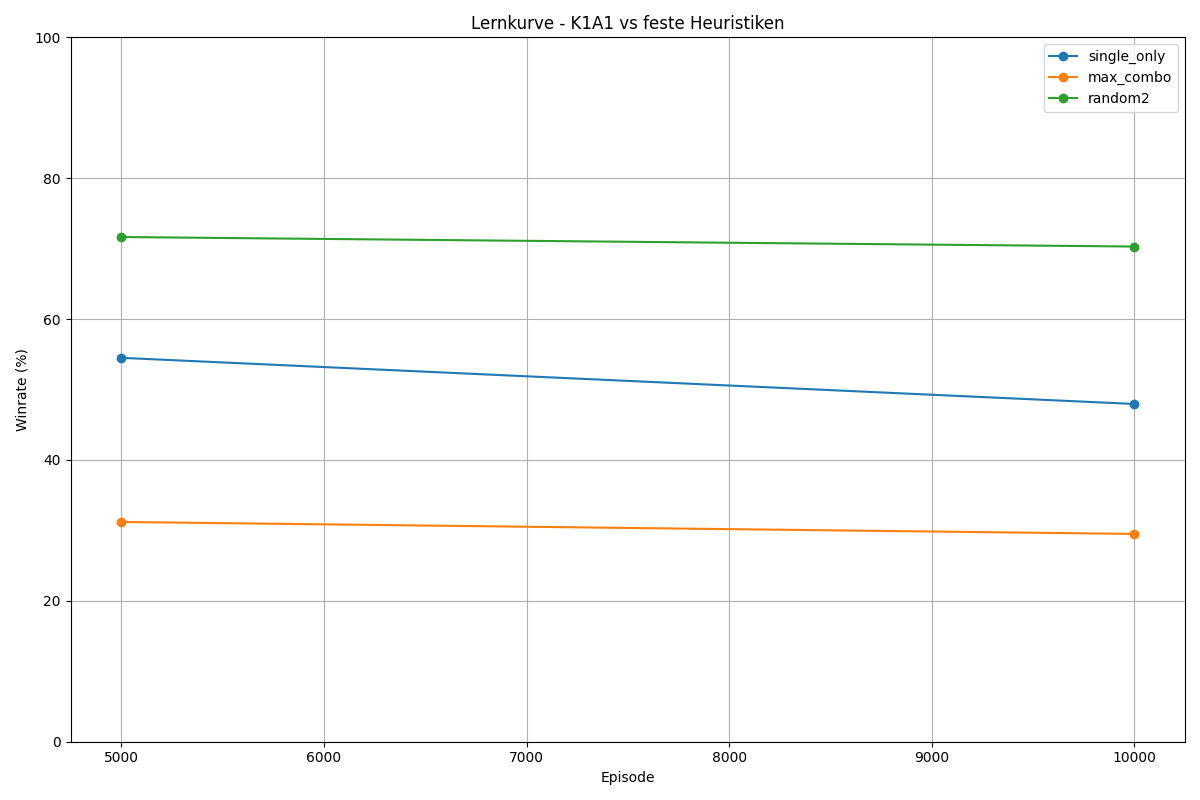 Lernkurve - K1A1 vs feste Heuristiken
100
80
60
40
20
0
Winrate (%)
single_only
max_combo
random2
5000
6000
7000
8000
9000
10000
Episode